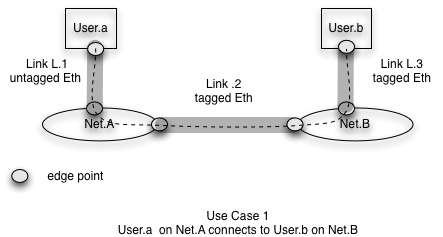 User.a
User.b
Link L.1
untagged Eth
Link .2
tagged Eth
Link L.3
tagged Eth
Net.A
Net.B
edge point
Use Case 1
User.a on Net.A connects to User.b on Net.B